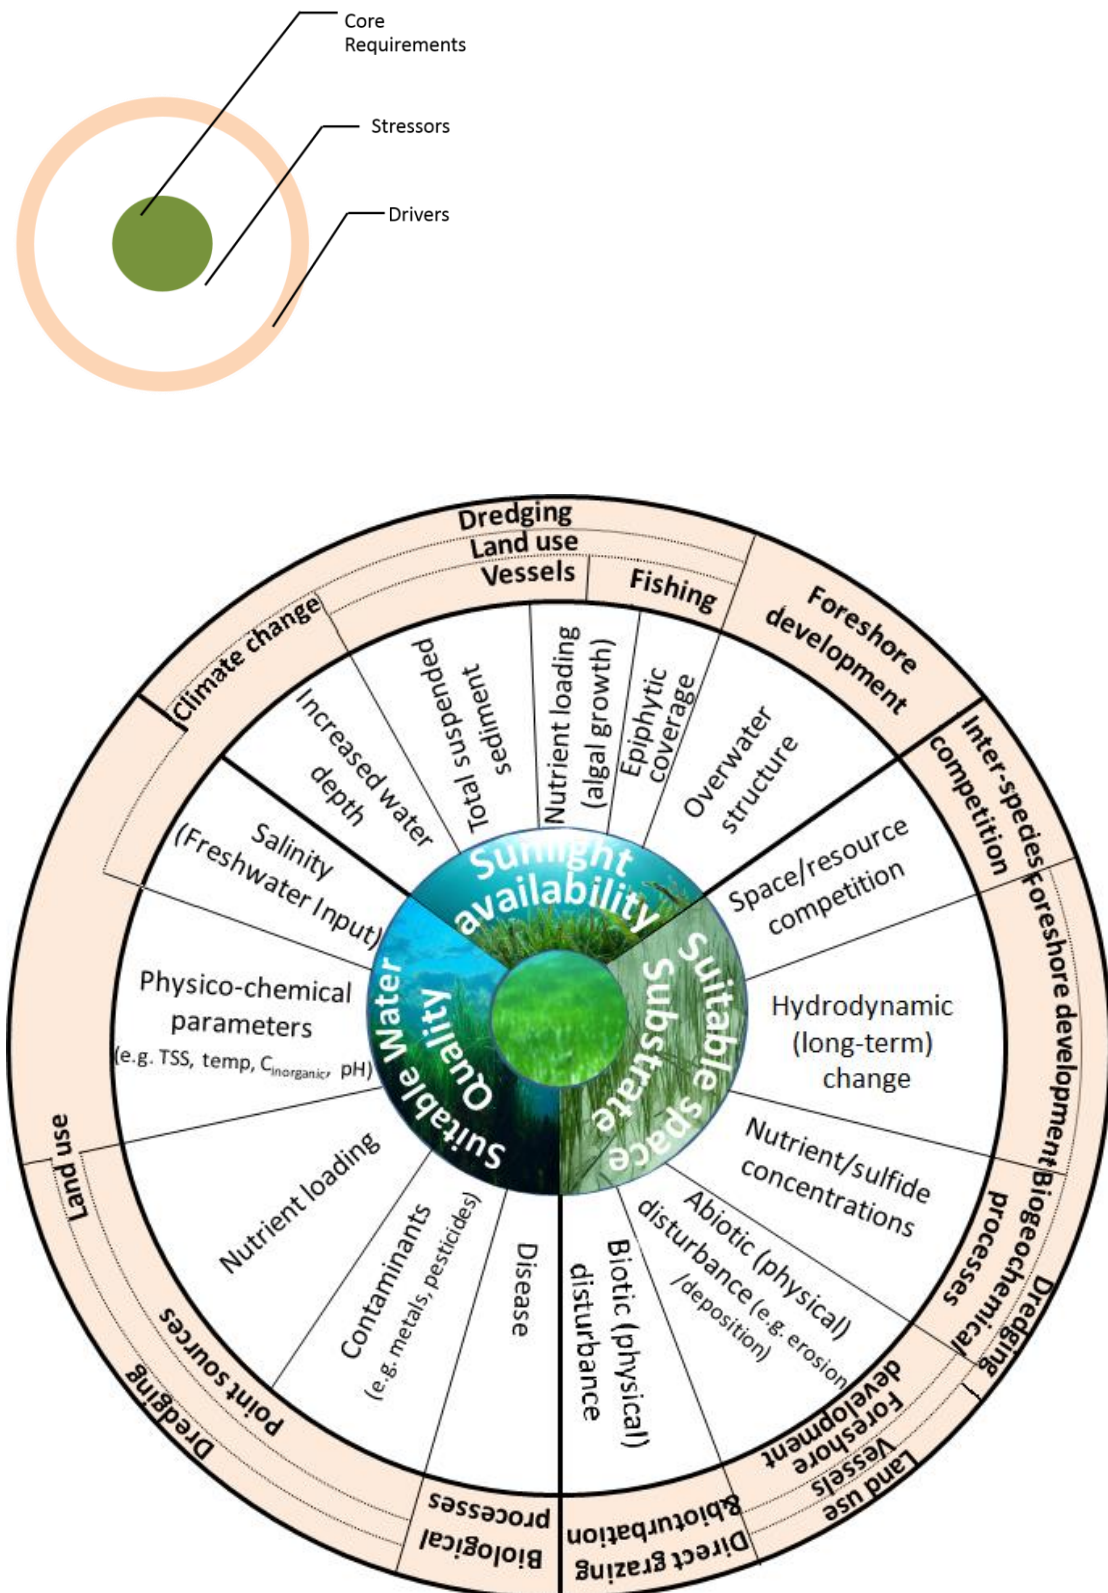 Core
Requirements
Stressors
Drivers
Dredging
Land use
Vessels
Fishing
Climate change
Foreshore
development
Inter-species
competition
Foreshore development
Biogeochemical
processes
Dredging
Foreshore
development
Vessels
Land use
Direct grazing
&bioturbation
Biological
processes
Point sources
Dredging
Land use
Increased water
depth
Total suspended
sediment
Nutrient loading
(algal growth)
Epiphytic
coverage
Overwater
structure
Space/resource
competition
Hydrodynamic
(long-term)
change
Nutrient/sulfide
concentrations
Abiotic (physical)
disturbance (e.g. erosion
/deposition)
Biotic (physical)
disturbance
Disease
Contaminants
(e.g. metals, pesticides)
Nutrient loading
Physico-chemical
parameters
(e.g. TSS, temp, Cinorganic, pH)
Salinity
(Freshwater Input)
Sunlight
availability
Suitable space
Substrate
Suitable Water
Quality